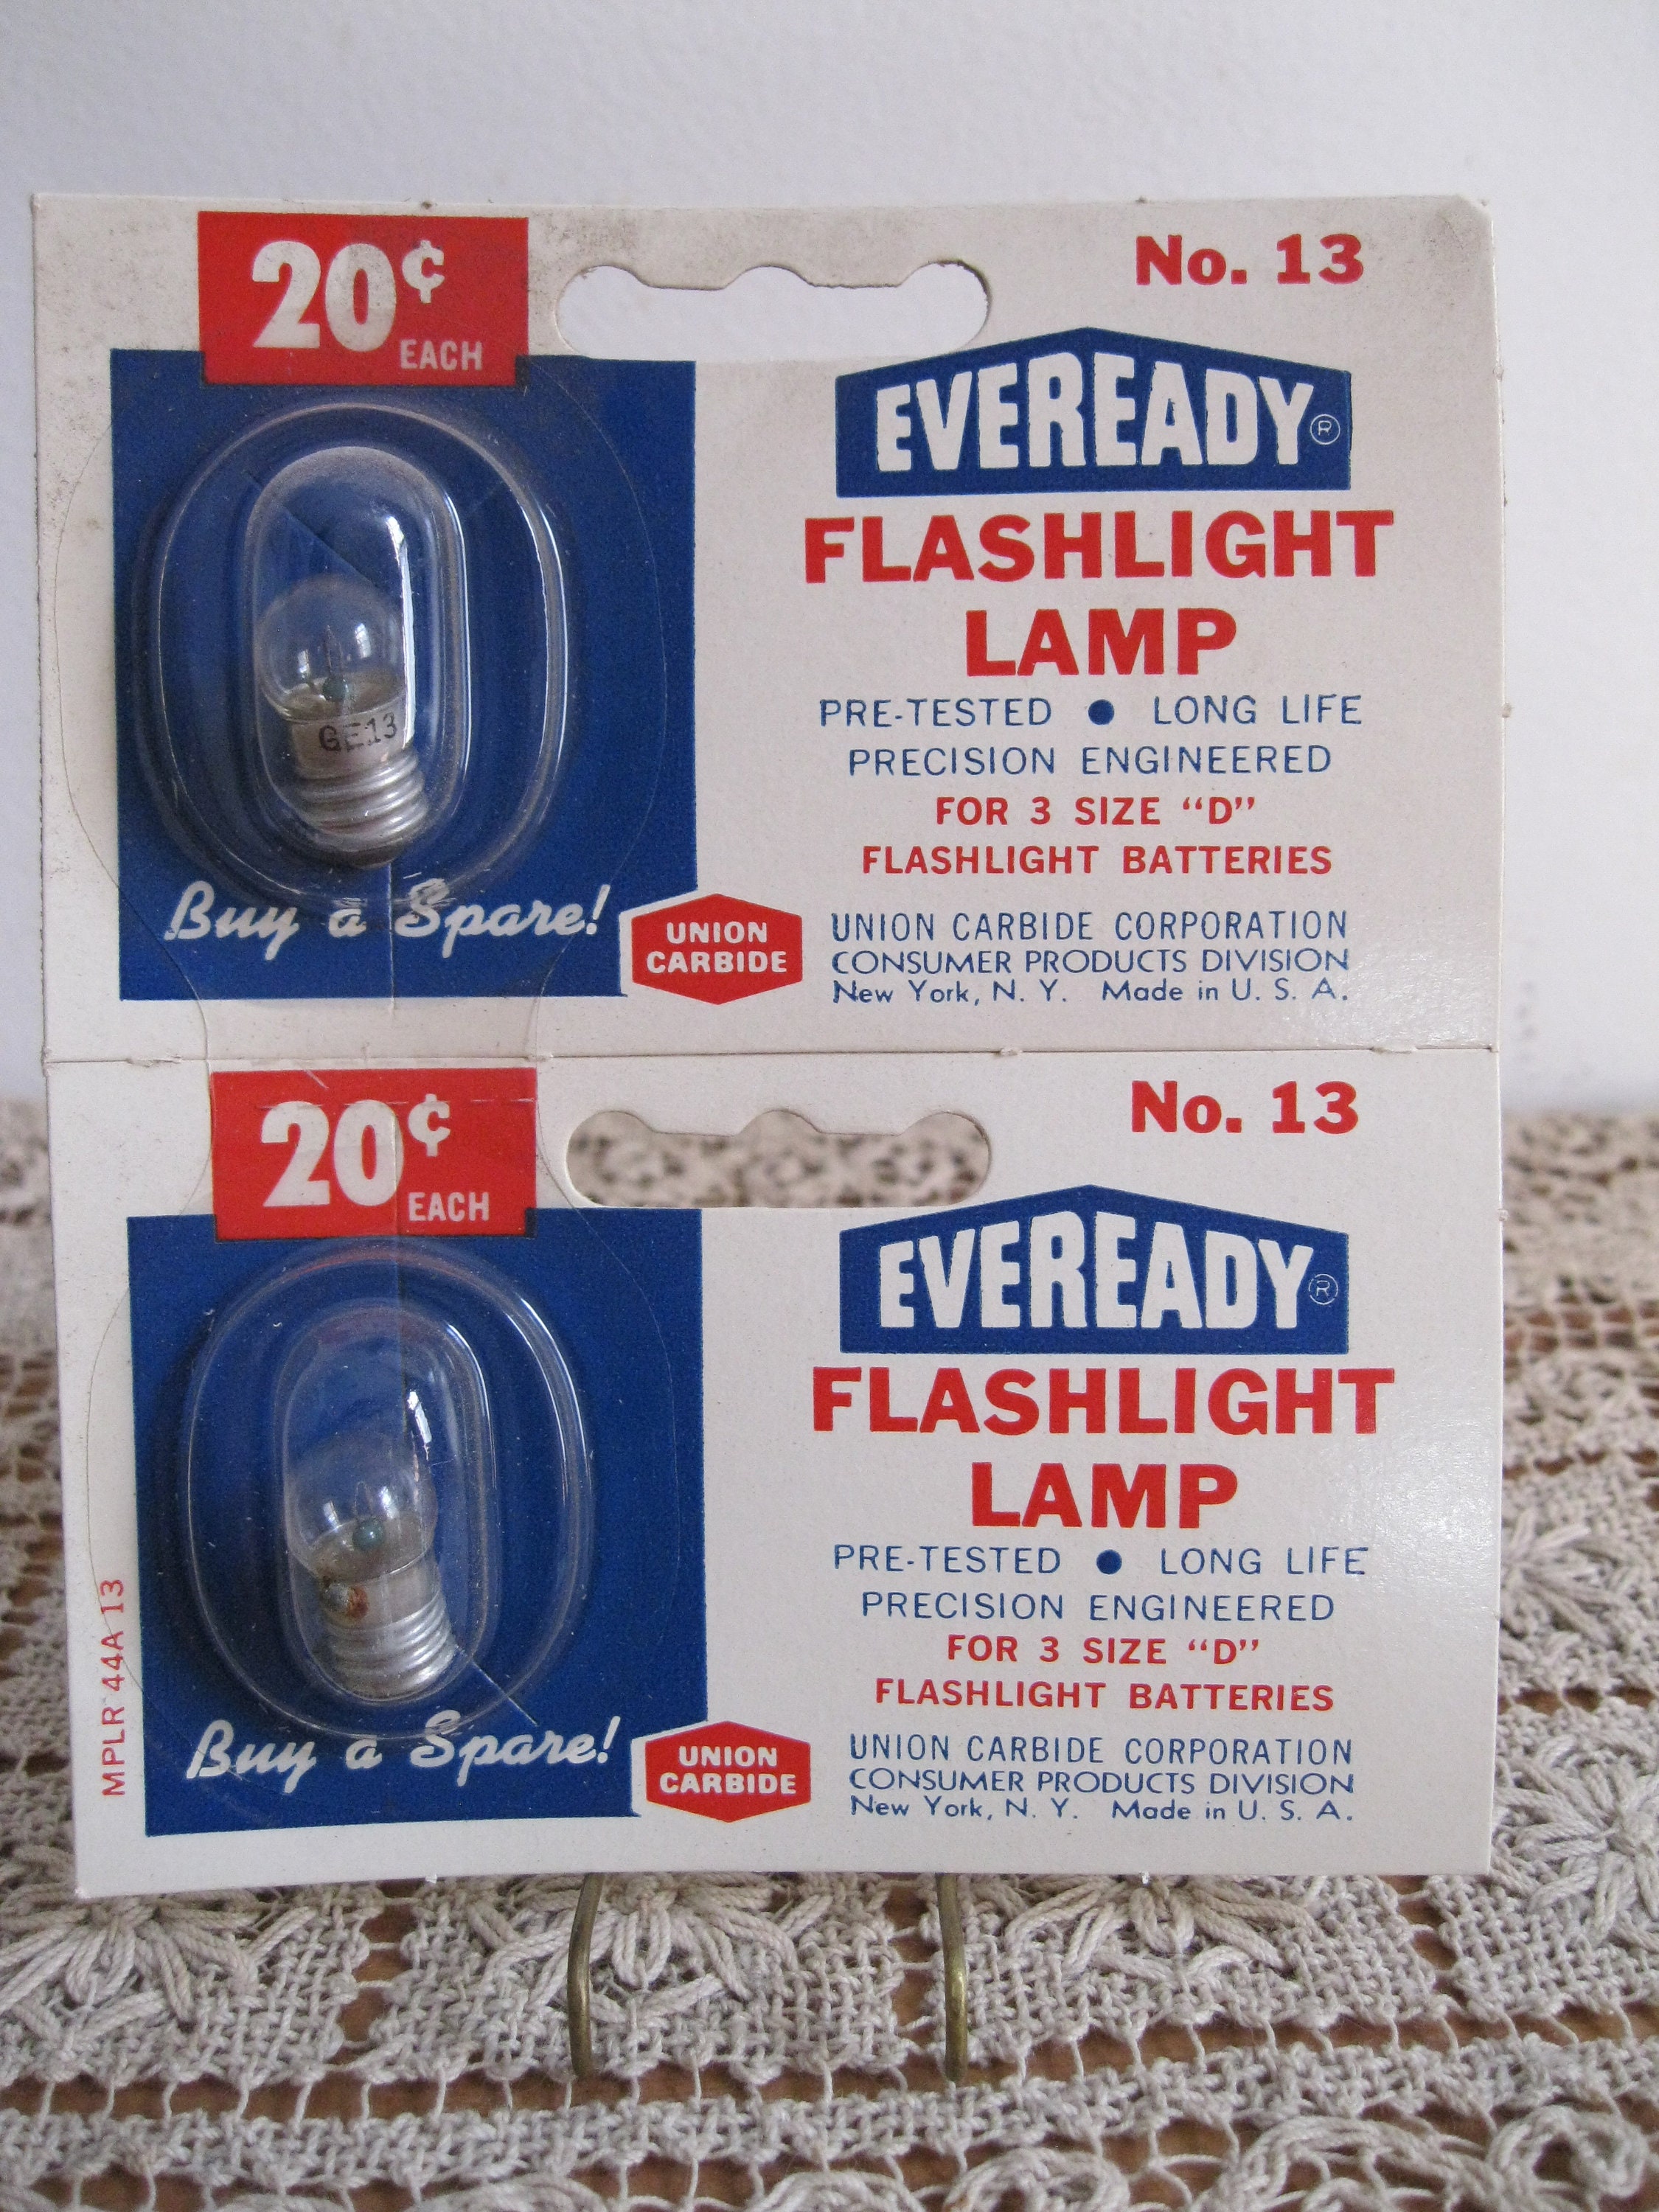 20¢
EACH
No. 13
EVEREADY®
FLASHLIGHT
LAMP
PRE-TESTED ● LONG LIFE
PRECISION ENGINEERED
FOR 3 SIZE “D”
FLASHLIGHT BATTERIES
GE13
Buy a Spare!
UNION
CARBIDE
UNION CARBIDE CORPORATION
CONSUMER PRODUCTS DIVISION
New York, N. Y. Made in U. S. A.
20¢
EACH
No. 13
EVEREADY®
FLASHLIGHT
LAMP
PRE-TESTED ● LONG LIFE
PRECISION ENGINEERED
FOR 3 SIZE “D”
FLASHLIGHT BATTERIES
MPLR 44A 13
Buy a Spare!
UNION
CARBIDE
UNION CARBIDE CORPORATION
CONSUMER PRODUCTS DIVISION
New York, N. Y. Made in U. S. A.